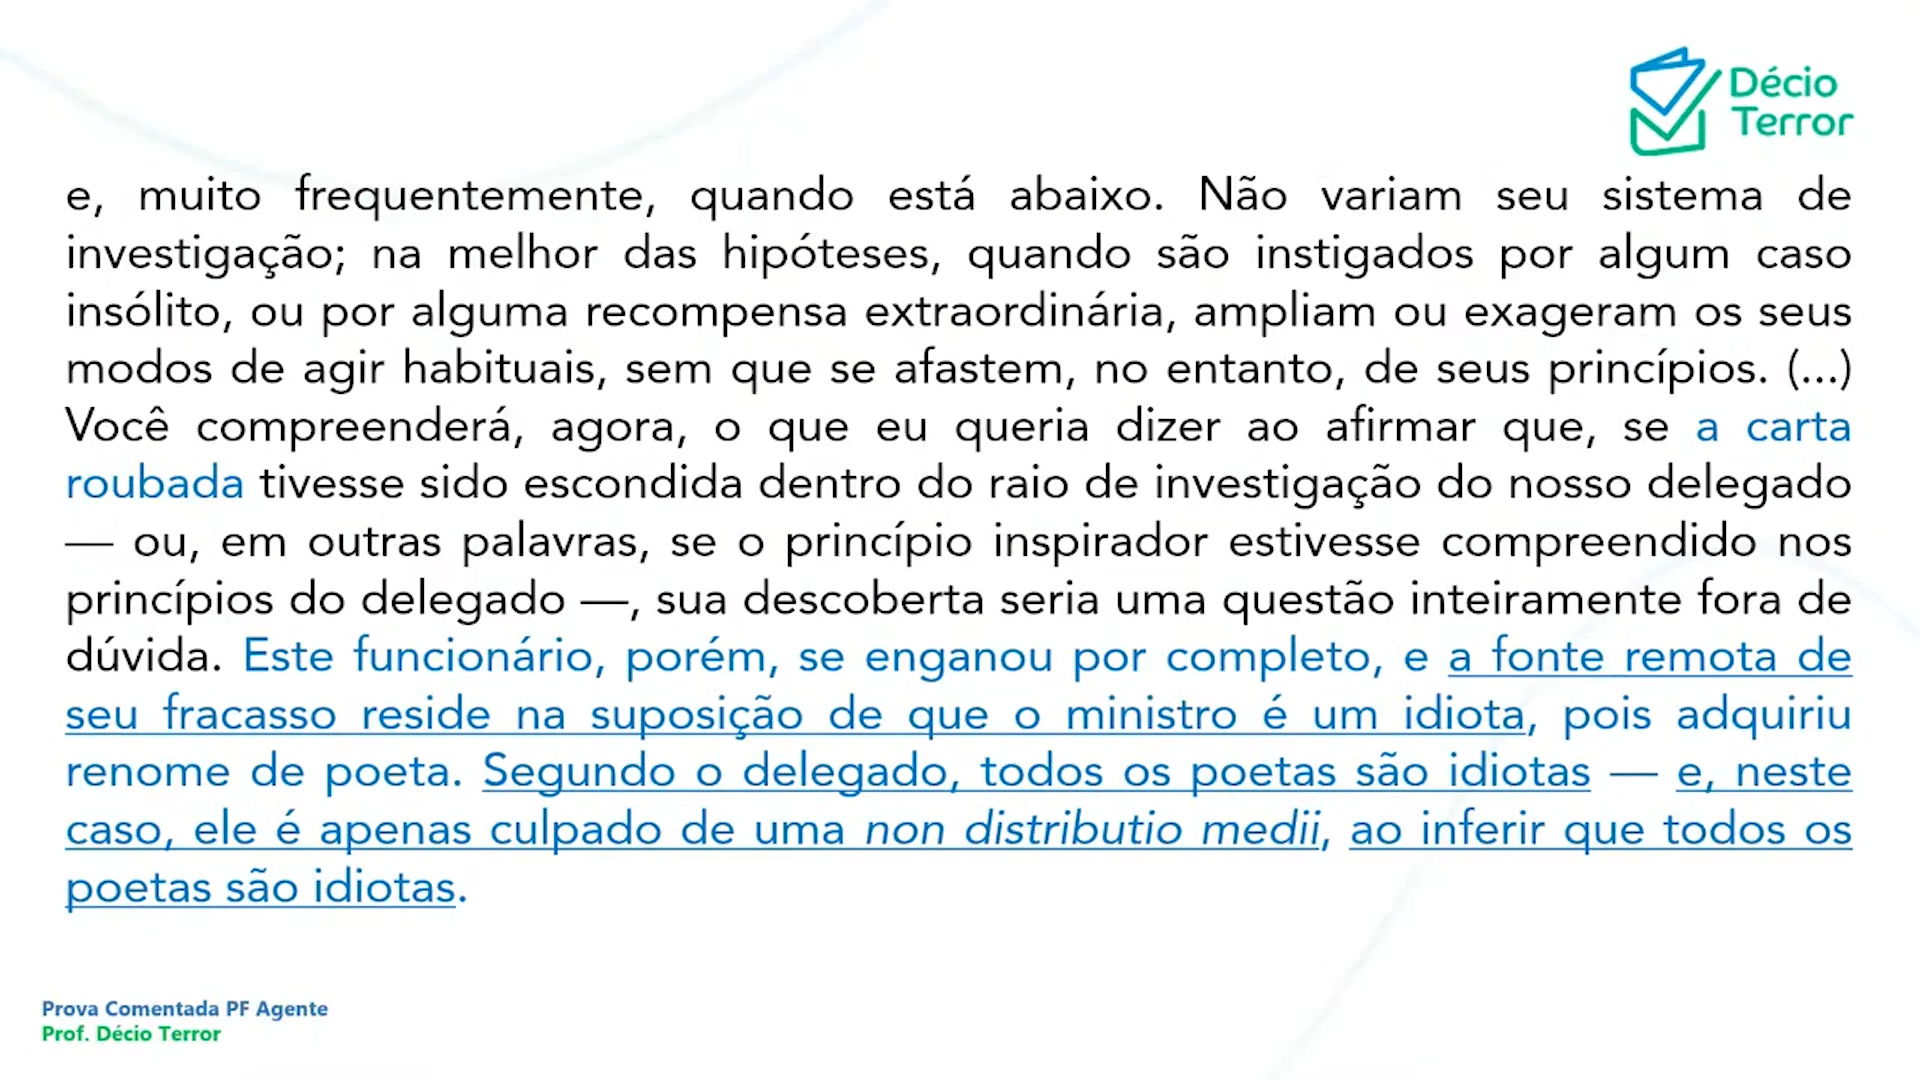 Décio
Terror
e, muito frequentemente, quando está abaixo. Não variam seu sistema de
investigação; na melhor das hipóteses, quando são instigados por algum caso
insólito, ou por alguma recompensa extraordinária, ampliam ou exageram os seus
modos de agir habituais, sem que se afastem, no entanto, de seus princípios. (...)
Você compreenderá, agora, o que eu queria dizer ao afirmar que, se a carta
roubada tivesse sido escondida dentro do raio de investigação do nosso delegado
— ou, em outras palavras, se o princípio inspirador estivesse compreendido nos
princípios do delegado —, sua descoberta seria uma questão inteiramente fora de
dúvida. Este funcionário, porém, se enganou por completo, e a fonte remota de
seu fracasso reside na suposição de que o ministro é um idiota, pois adquiriu
renome de poeta. Segundo o delegado, todos os poetas são idiotas — e, neste
caso, ele é apenas culpado de uma non distributio medii, ao inferir que todos os
poetas são idiotas.
Prova Comentada PF Agente
Prof. Décio Terror